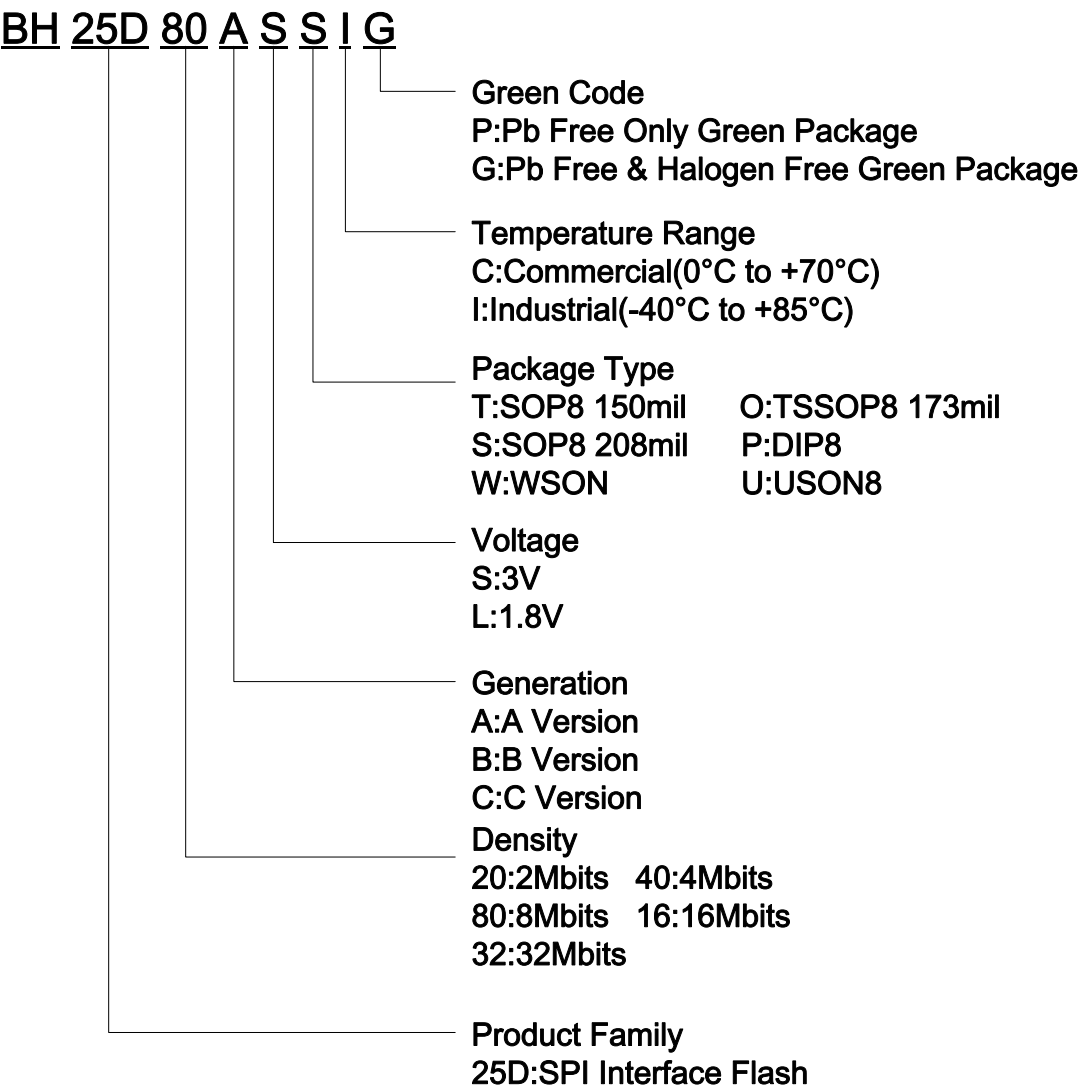 BH 25D 80 A S S I G
Green Code
P:Pb Free Only Green Package
G:Pb Free & Halogen Free Green Package
Temperature Range
C:Commercial(0°C to +70°C)
I:Industrial(-40°C to +85°C)
Package Type
T:SOP8 150mil O:TSSOP8 173mil
S:SOP8 208mil P:DIP8
W:WSON U:USON8
Voltage
S:3V
L:1.8V
Generation
A:A Version
B:B Version
C:C Version
Density
20:2Mbits 40:4Mbits
80:8Mbits 16:16Mbits
32:32Mbits
Product Family
25D:SPI Interface Flash